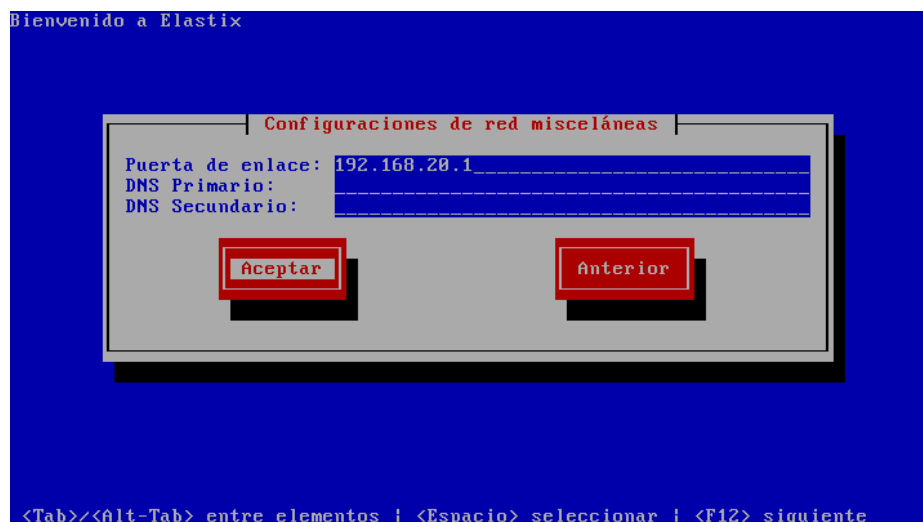 Bienvenido a Elastix
Configuraciones de red misceláneas
Puerta de enlace: 192.168.20.1
DNS Primario:
DNS Secundario:
Aceptar Anterior
<Tab>/<Alt-Tab> entre elementos ¦ <Espacio> seleccionar ¦ <F12> siguiente